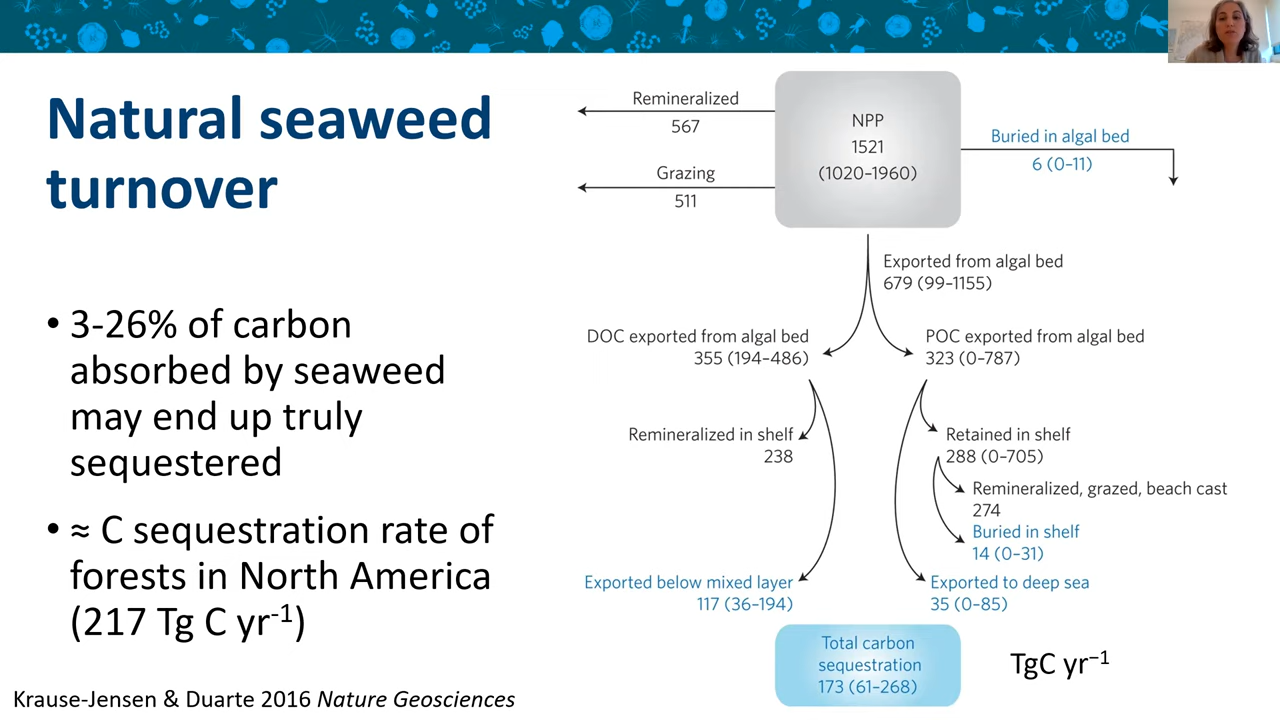 Natural seaweed
turnover
• 3-26% of carbon
absorbed by seaweed
may end up truly
sequestered
• ≈ C sequestration rate of
forests in North America
(217 Tg C yr-1)
Krause-Jensen & Duarte 2016 Nature Geosciences
Remineralized
567
Grazing
511
NPP
1521
(1020–1960)
Buried in algal bed
6 (0–11)
Exported from algal bed
679 (99–1155)
DOC exported from algal bed
355 (194–486)
POC exported from algal bed
323 (0–787)
Remineralized in shelf
238
Retained in shelf
288 (0–705)
Remineralized, grazed, beach cast
274
Buried in shelf
14 (0–31)
Exported below mixed layer
117 (36–194)
Exported to deep sea
35 (0–85)
Total carbon
sequestration
173 (61–268)
TgC yr−1